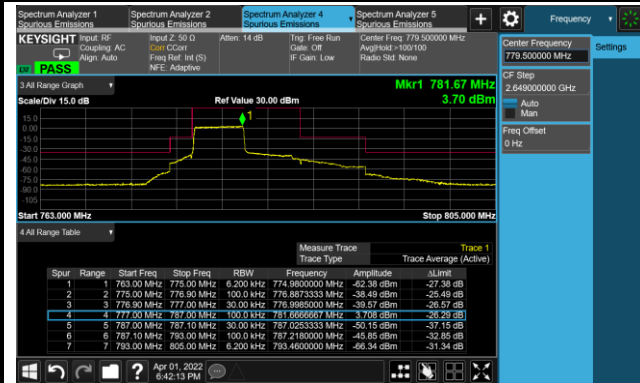 Spectrum Analyzer 1
Spurious Emissions
Spectrum Analyzer 2
Spurious Emissions
Spectrum Analyzer 4
Spurious Emissions
Spectrum Analyzer 5
Spurious Emissions
Frequency
KEYSIGHT
PASS
Input: RF
Coupling: AC
Align: Auto
Input Z: 50 Ω
Corr CCorr
Freq Ref: Int (S)
NFE: Adaptive
Atten: 14 dB
Trig: Free Run
Gate: Off
IF Gain: Low
Center Freq: 779.500000 MHz
Avg|Hold:>100/100
Radio Std: None
Center Frequency
779.500000 MHz
Settings
CF Step
2.649000000 GHz
Auto
Man
Freq Offset
0 Hz
3 All Range Graph
Mkr1 781.67 MHz
3.70 dBm
Scale/Div 15.0 dB
Ref Value 30.00 dBm
1
15.0
0.00
-15.0
-30.0
-45.0
-60.0
-75.0
-90.0
-105
Start 763.000 MHz
Stop 805.000 MHz
4 All Range Table
Measure Trace Trace 1
Trace Type Trace Average (Active)
Spur Range Start Freq Stop Freq RBW Frequency Amplitude ΔLimit
1 1 763.00 MHz 775.00 MHz 6.200 kHz 774.9800000 MHz -62.38 dBm -27.38 dB
2 2 775.00 MHz 776.90 MHz 100.0 kHz 776.8873333 MHz -38.49 dBm -25.49 dB
3 3 776.90 MHz 777.00 MHz 30.00 kHz 776.9985000 MHz -39.57 dBm -26.57 dB
4 4 777.00 MHz 787.00 MHz 100.0 kHz 781.6666667 MHz 3.708 dBm -26.29 dB
5 5 787.00 MHz 787.10 MHz 30.00 kHz 787.0253333 MHz -50.15 dBm -37.15 dB
6 6 787.10 MHz 793.00 MHz 100.0 kHz 787.2180000 MHz -45.85 dBm -32.85 dB
7 7 793.00 MHz 805.00 MHz 6.200 kHz 793.4600000 MHz -66.34 dBm -31.34 dB
Apr 01, 2022
6:42:13 PM